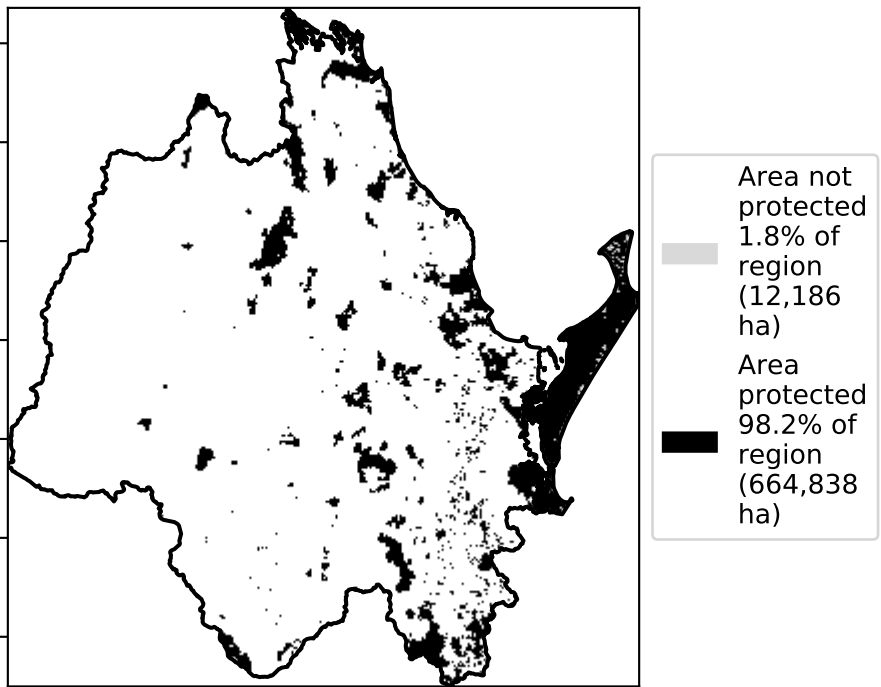 Area not
protected
1.8% of
region
(12,186
ha)
Area
protected
98.2% of
region
(664,838
ha)